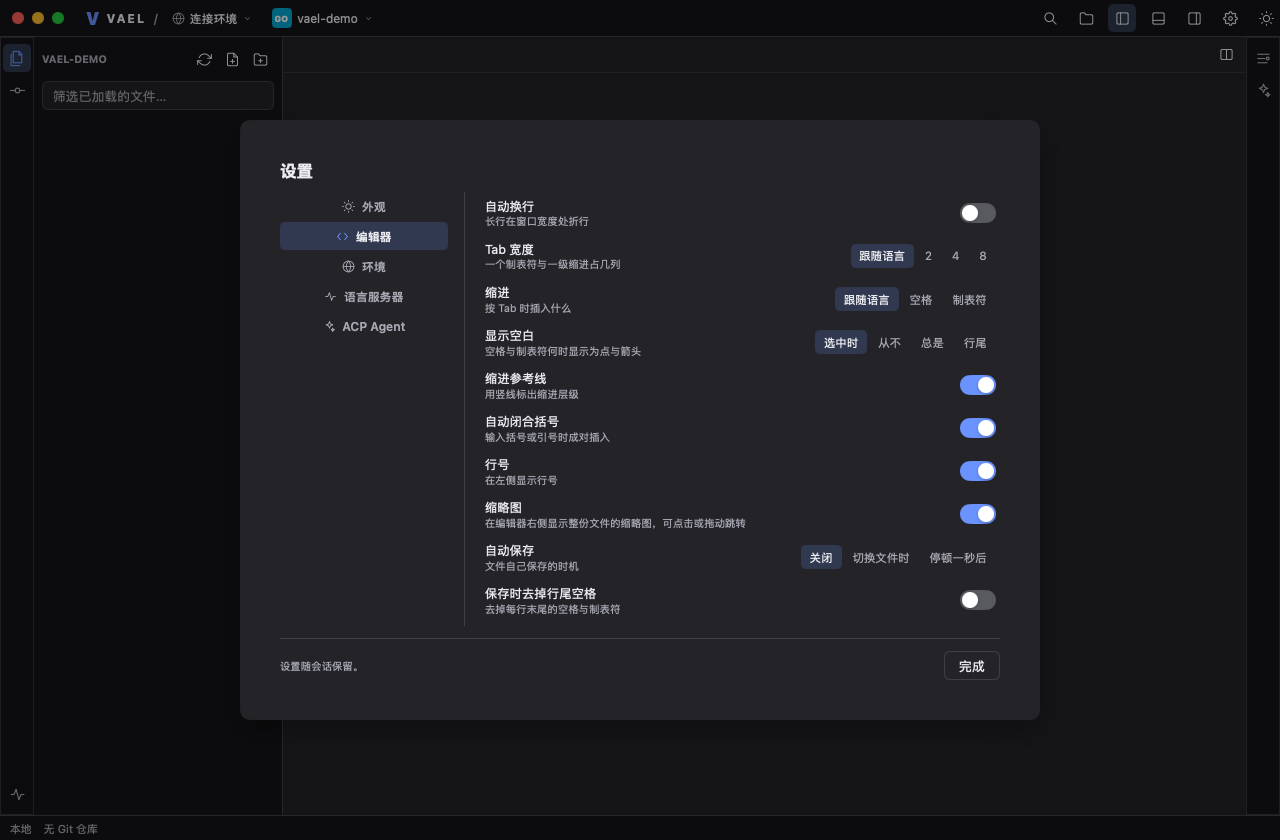 VAEL / 连接环境 GO vael-demo
VAEL-DEMO
筛选已加载的文件...
设置
外观
编辑器
环境
语言服务器
ACP Agent
自动换行
长行在窗口宽度处折行
Tab 宽度
一个制表符与一级缩进占几列
跟随语言 2 4 8
缩进
按 Tab 时插入什么
跟随语言 空格 制表符
显示空白
空格与制表符何时显示为点与箭头
选中时 从不 总是 行尾
缩进参考线
用竖线标出缩进层级
自动闭合括号
输入括号或引号时成对插入
行号
在左侧显示行号
缩略图
在编辑器右侧显示整份文件的缩略图，可点击或拖动跳转
自动保存
文件自己保存的时机
关闭 切换文件时 停顿一秒后
保存时去掉行尾空格
去掉每行末尾的空格与制表符
设置随会话保留。
完成
本地 无 Git 仓库